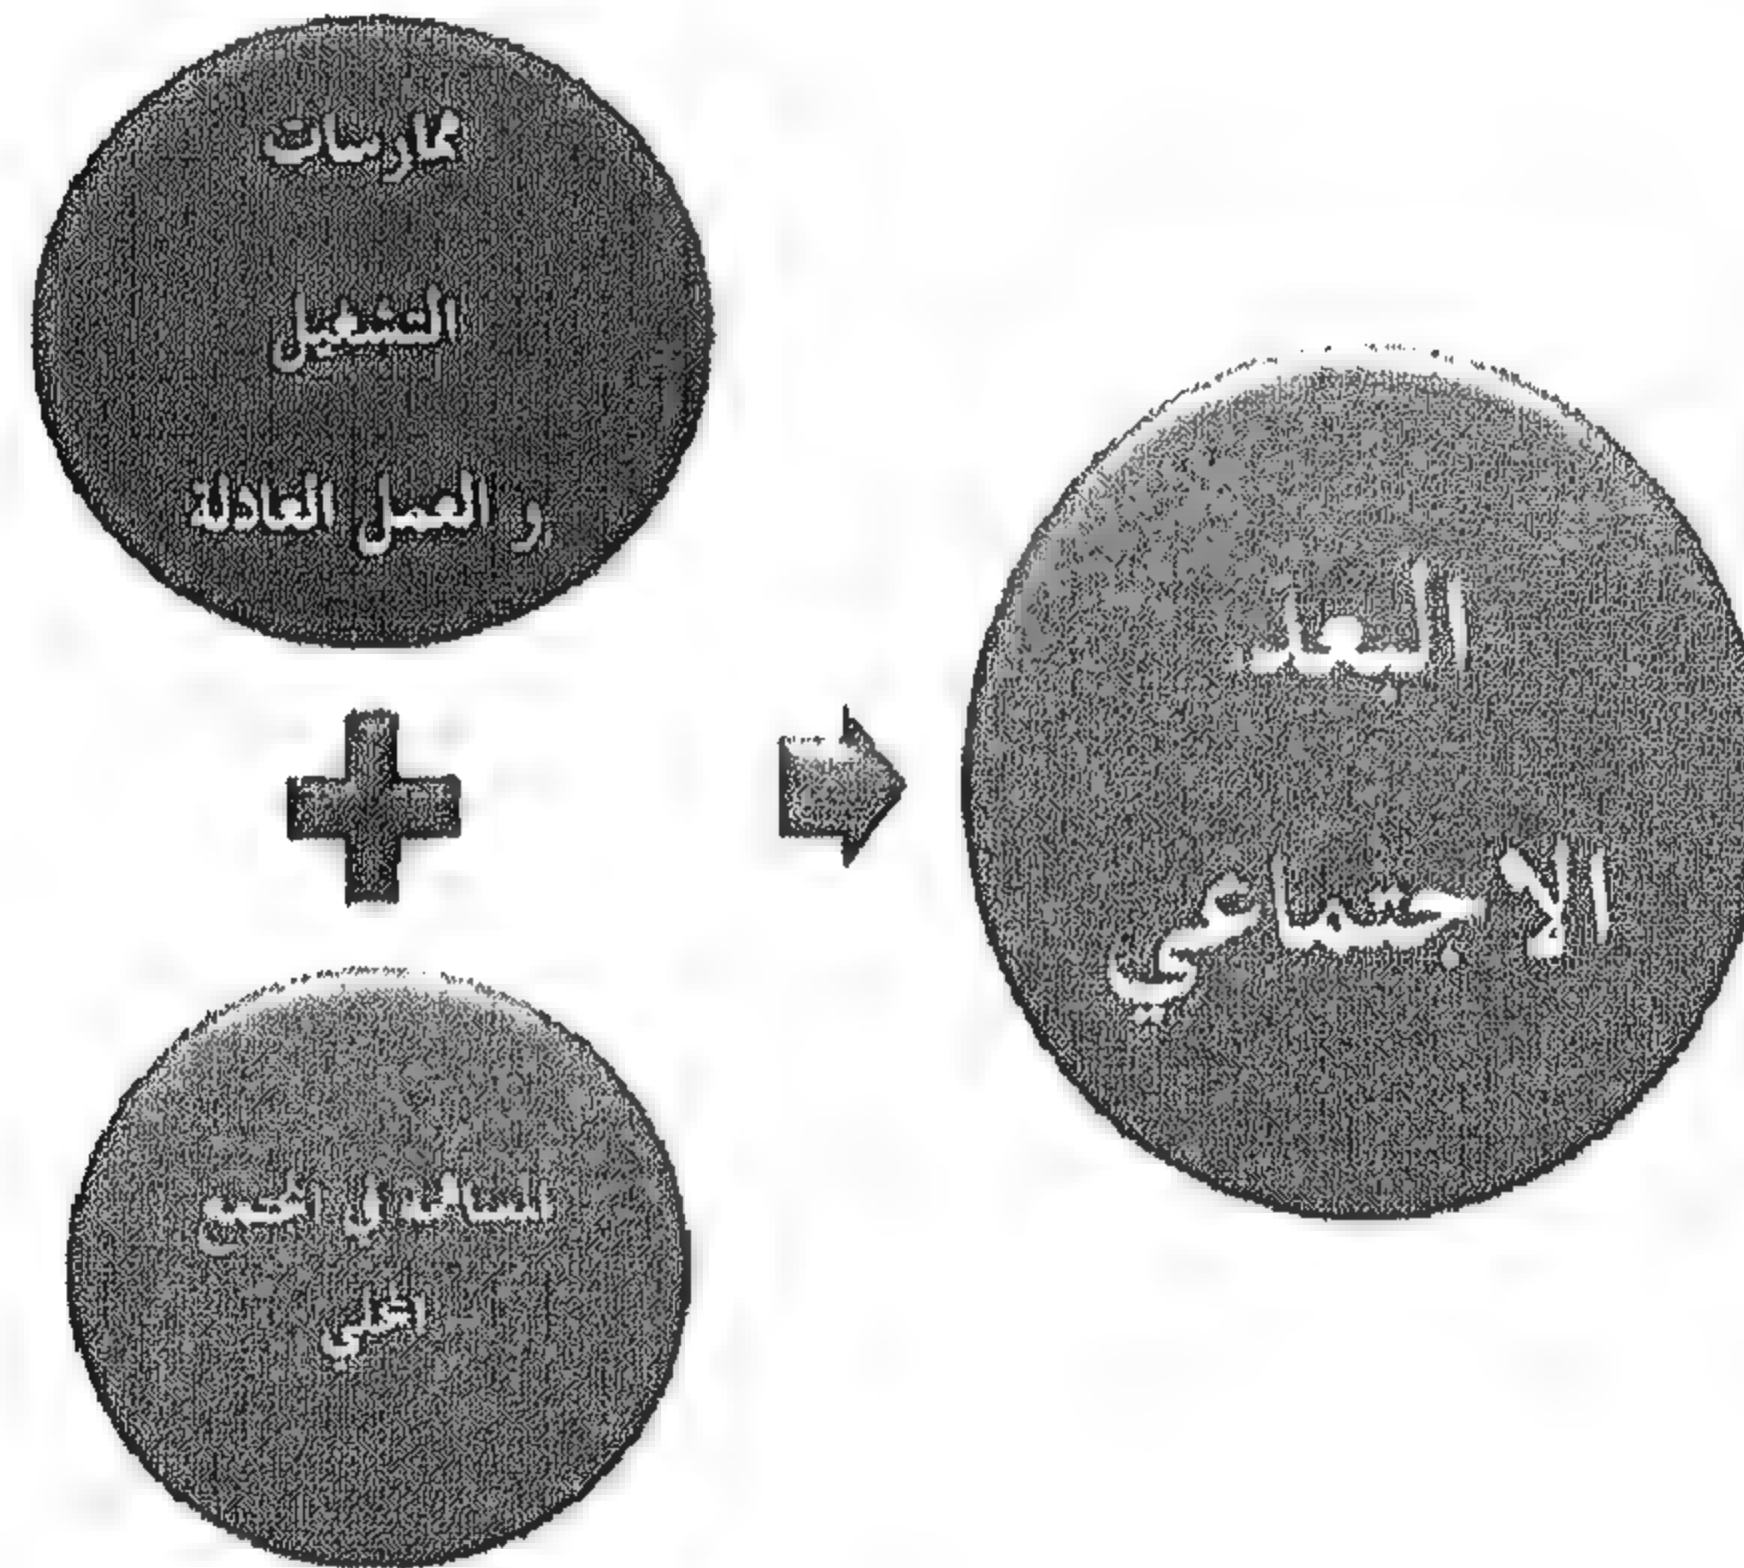 ممارسات
التشغيل
و العمل العادلة
المساهمة في المجتمع
المحلي
البعد
الاجتماعي